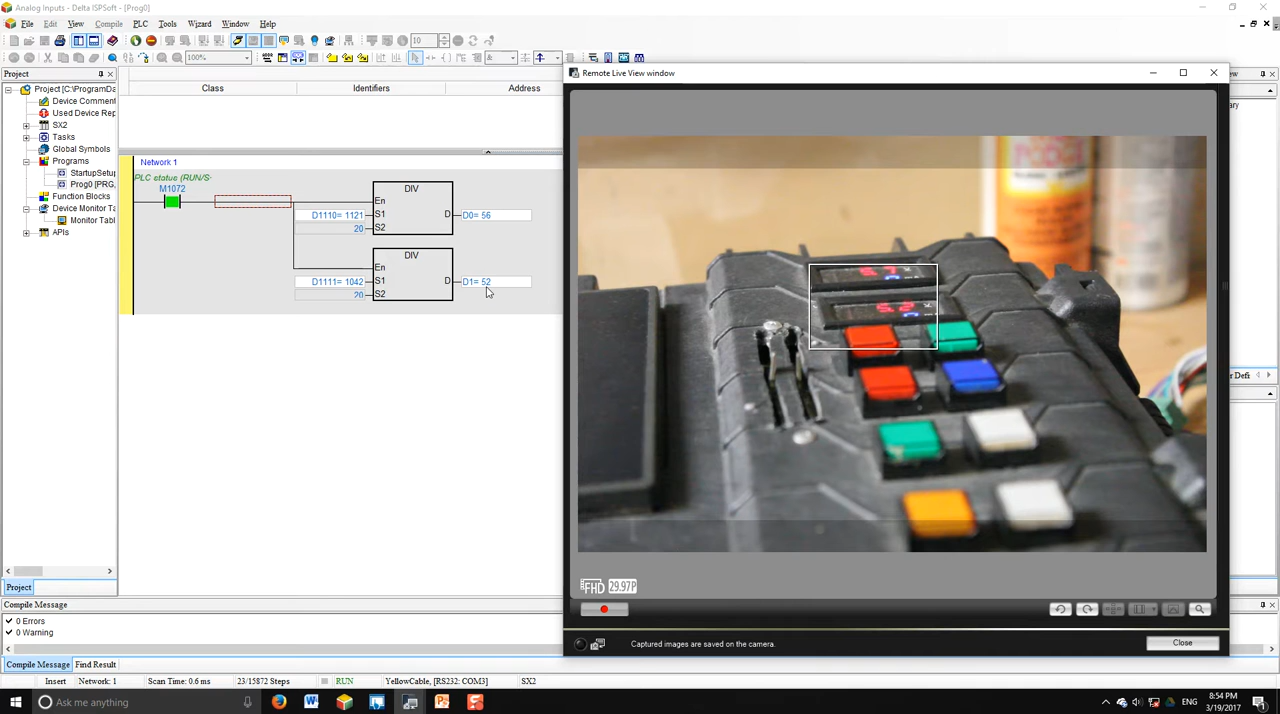 Analog Inputs - Delta ISPSoft - [Prog0]
File Edit View Compile PLC Tools Wizard Window Help
10
100%
Project
Class Identifiers Address
Project [C:\ProgramDa
Device Comment
Used Device Rep
SX2
Tasks
Global Symbols
Programs
StartupSetup
Prog0 [PRG,
Function Blocks
Device Monitor Ta
Monitor Tabl
APIs
Network 1
PLC status (RUN/S·
M1072
DIV
En
D1110= 1121 S1 D D0= 56
20 S2
DIV
En
D1111= 1042 S1 D D1= 52
20 S2
Remote Live View window
5.2
FHD 29.97P
Captured images are saved on the camera.
Close
Project
Compile Message
0 Errors
0 Warning
Compile Message Find Result
Insert Network: 1 Scan Time: 0.6 ms 23/15872 Steps RUN YellowCable, [RS232: COM3] SX2
Ask me anything
ENG
8:54 PM
3/19/2017